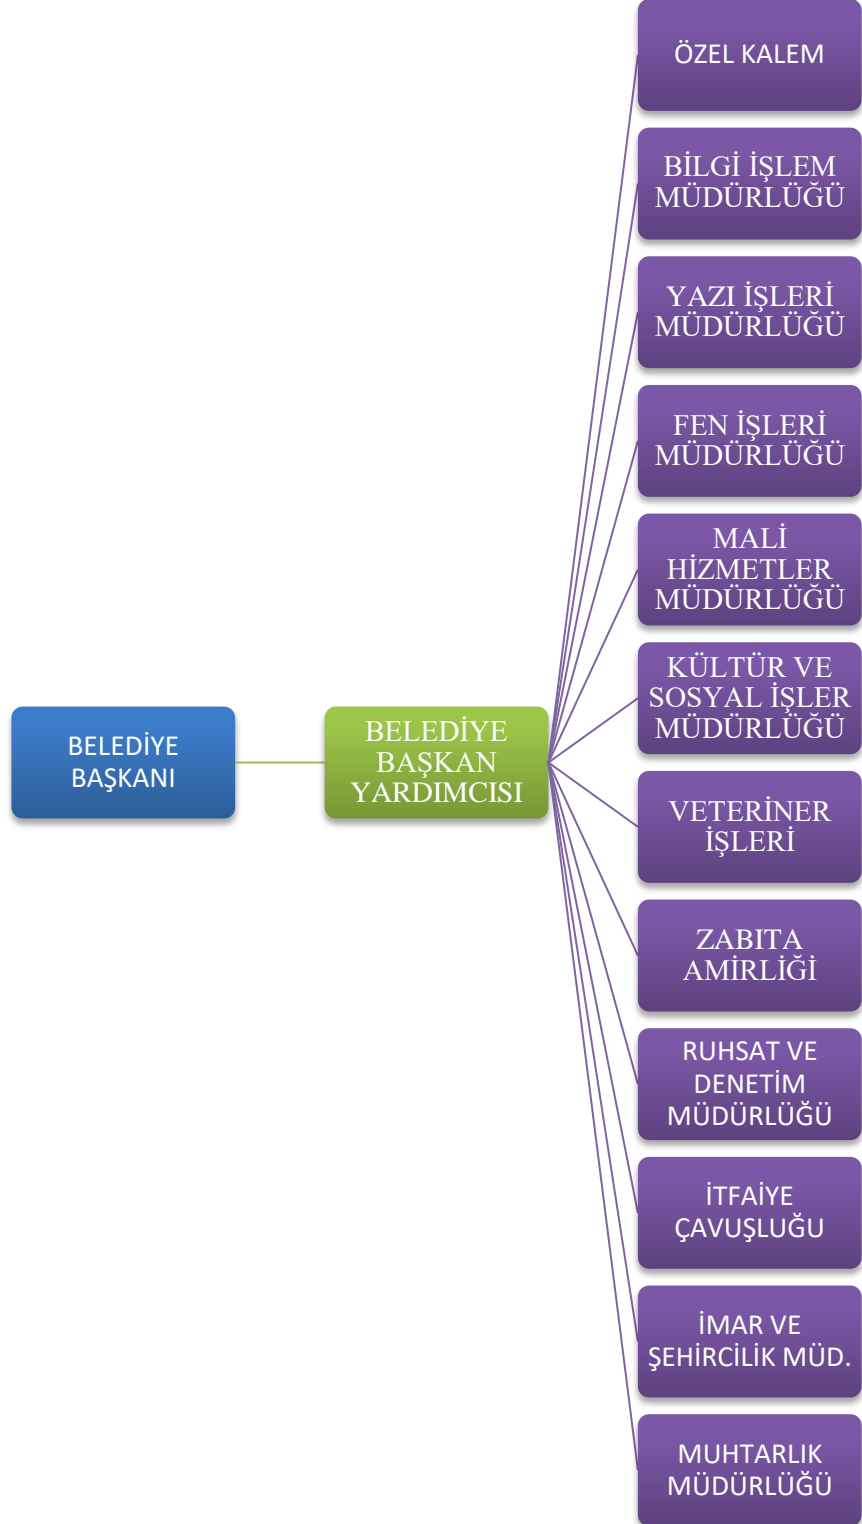 BELEDİYE
BAŞKANI
BELEDİYE
BAŞKAN
YARDIMCISI
ÖZEL KALEM
BİLGİ İŞLEM
MÜDÜRLÜĞÜ
YAZI İŞLERİ
MÜDÜRLÜĞÜ
FEN İŞLERİ
MÜDÜRLÜĞÜ
MALİ
HİZMETLER
MÜDÜRLÜĞÜ
KÜLTÜR VE
SOSYAL İŞLER
MÜDÜRLÜĞÜ
VETERİNER
İŞLERİ
ZABITA
AMİRLİĞİ
RUHSAT VE
DENETİM
MÜDÜRLÜĞÜ
İTFAİYE
ÇAVUŞLUĞU
İMAR VE
ŞEHİRCİLİK MÜD.
MUHTARLIK
MÜDÜRLÜĞÜ